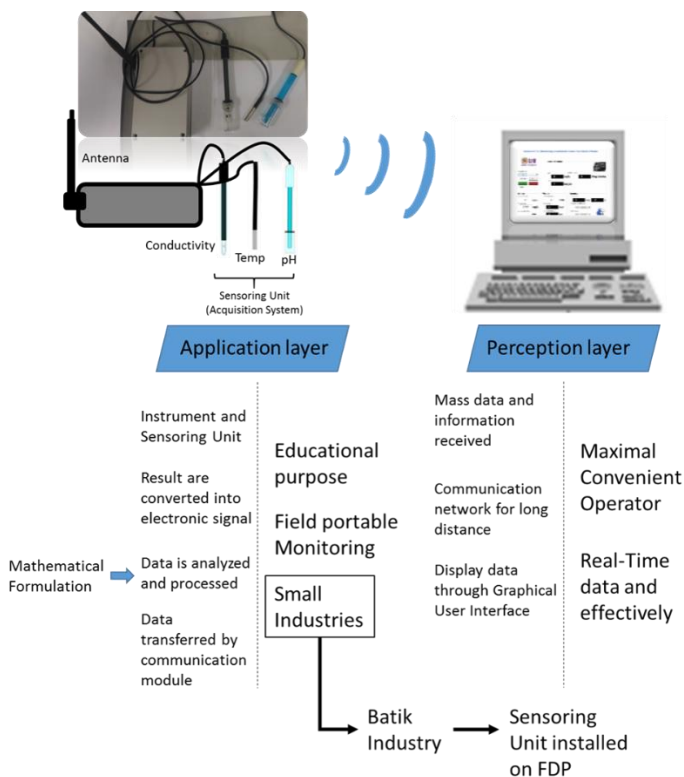 Antenna
Conductivity
Temp
pH
Sensoring Unit
(Acquisition System)
Application layer
Perception layer
Instrument and
Sensoring Unit
Result are
converted into
electronic signal
Mathematical
Formulation
Data is analyzed
and processed
Data
transferred by
communication
module
Educational
purpose
Field portable
Monitoring
Small
Industries
Mass data and
information
received
Communication
network for long
distance
Display data
through Graphical
User Interface
Maximal
Convenient
Operator
Real-Time
data and
effectively
Batik
Industry
Sensoring
Unit installed
on FDP